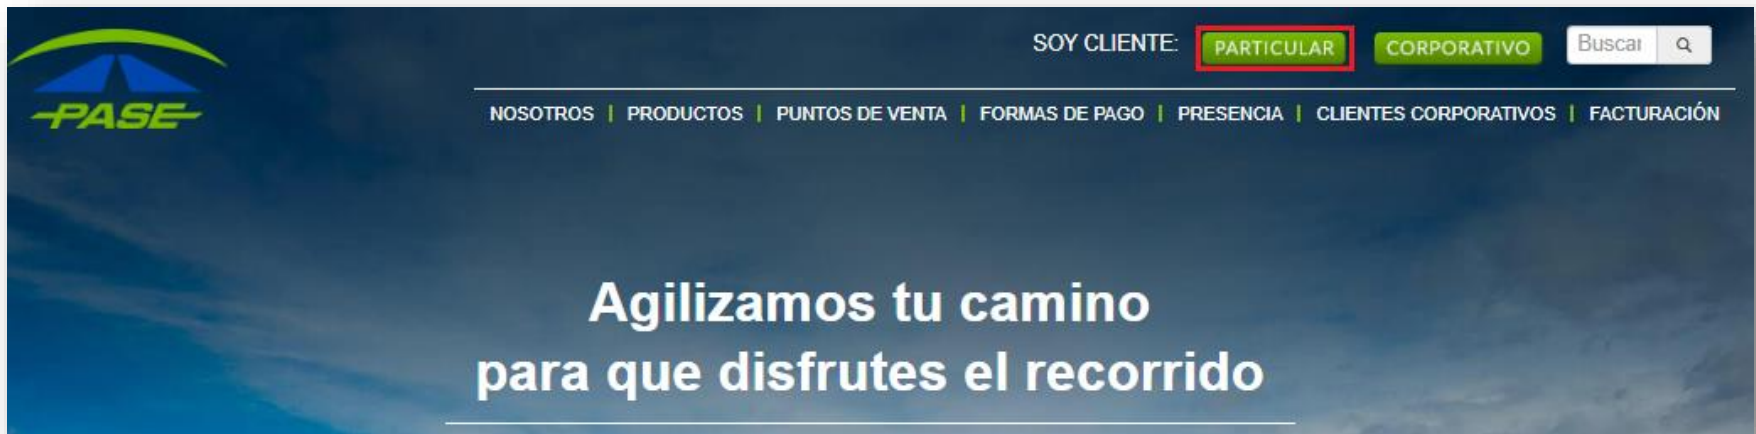 SOY CLIENTE: PARTICULAR CORPORATIVO Buscar
PASE
NOSOTROS | PRODUCTOS | PUNTOS DE VENTA | FORMAS DE PAGO | PRESENCIA | CLIENTES CORPORATIVOS | FACTURACIÓN
Agilizamos tu camino
para que disfrutes el recorrido